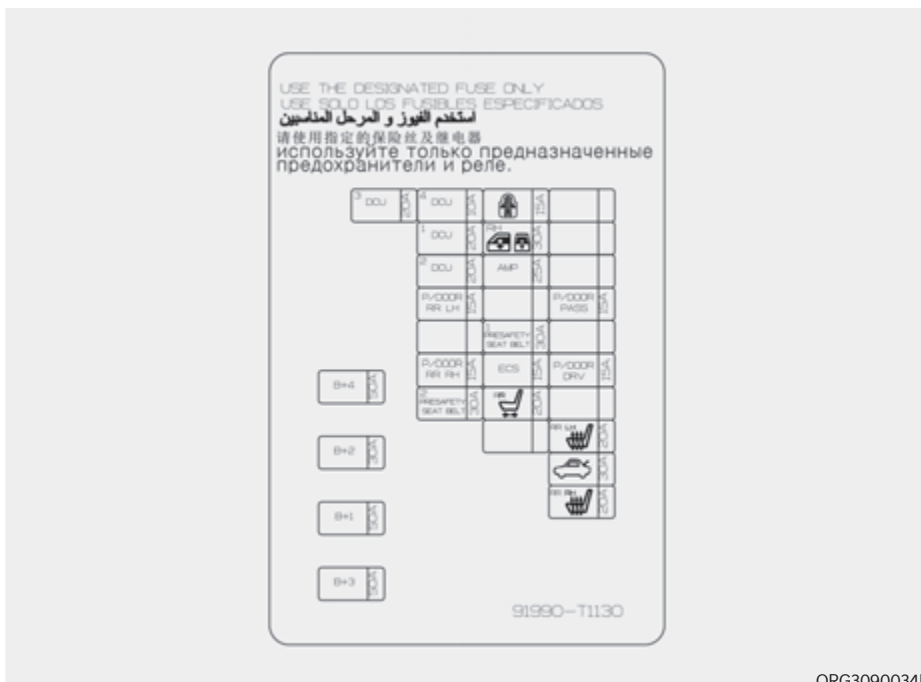 USE THE DESIGNATED FUSE ONLY
USE SOLO LOS FUSIBLES ESPECIFICADOS
استخدم الفيوز و المرحل المناسبين
请使用指定的保险丝及继电器
используйте только предназначенные
предохранители и реле.
3 DCU 20A 4 DCU 10A 15A
1 DCU 20A RH 30A
2 DCU 20A AMP 25A
P/DOOR RR LH 15A P/DOOR PASS 15A
1 PRESAFETY SEAT BELT 30A
P/DOOR RR RH 15A ECS 15A P/DOOR DRV 15A
B+4 50A
2 PRESAFETY SEAT BELT 30A RR 20A
RR LH 20A
B+2 30A
30A
RR RH 20A
B+1 50A
B+3 50A
91990-T1130